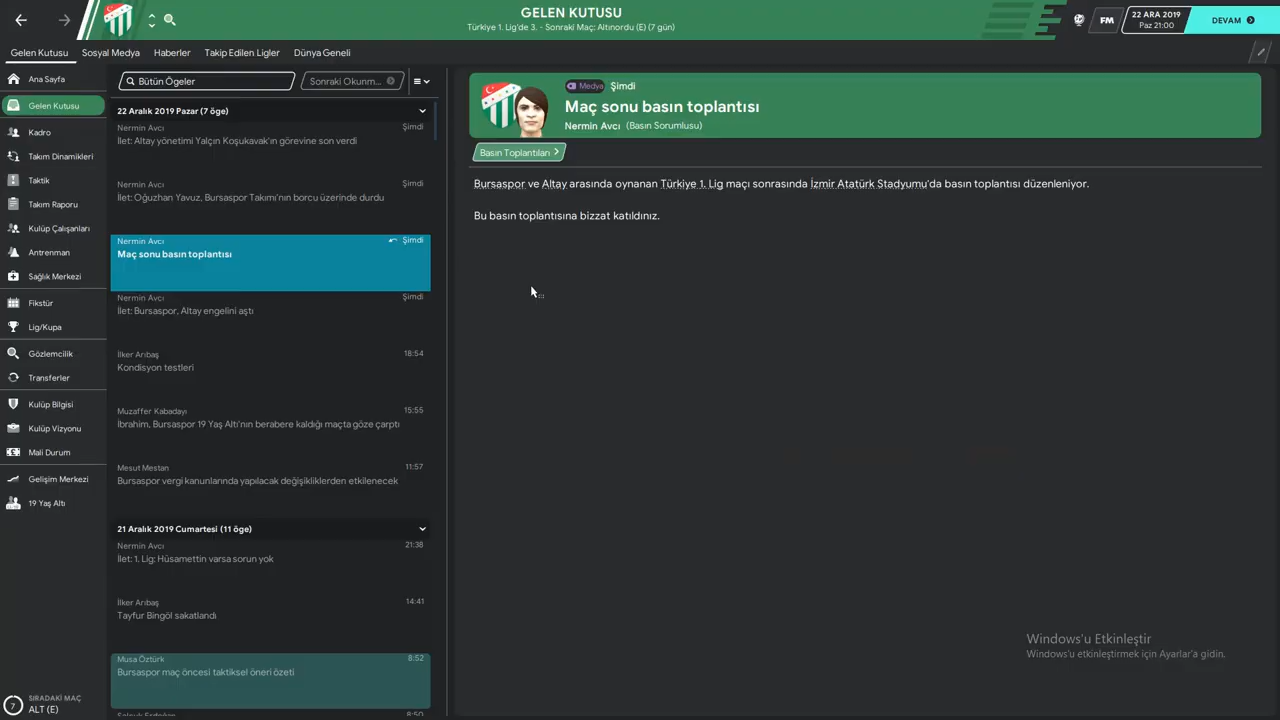 GELEN KUTUSU
Türkiye 1. Lig'de 3. - Sonraki Maç: Altınordu (E) (7 gün)
FM
22 ARA 2019
Paz 21:00
DEVAM
Gelen Kutusu
Sosyal Medya
Haberler
Takip Edilen Ligler
Dünya Geneli
Ana Sayfa
Gelen Kutusu
Kadro
Takım Dinamikleri
Taktik
Takım Raporu
Kulüp Çalışanları
Antrenman
Sağlık Merkezi
Fikstür
Lig/Kupa
Gözlemcilik
Transferler
Kulüp Bilgisi
Kulüp Vizyonu
Mali Durum
Gelişim Merkezi
19 Yaş Altı
7
SIRADAKİ MAÇ
ALT (E)
Bütün Ögeler
Sonraki Okunm...
22 Aralık 2019 Pazar (7 öge)
Nermin Avcı
Şimdi
İlet: Altay yönetimi Yalçın Koşukavak'ın görevine son verdi
Nermin Avcı
Şimdi
İlet: Oğuzhan Yavuz, Bursaspor Takımı'nın borcu üzerinde durdu
Nermin Avcı
Şimdi
Maç sonu basın toplantısı
Nermin Avcı
Şimdi
İlet: Bursaspor, Altay engelini aştı
İlker Arıbaş
18:54
Kondisyon testleri
Muzaffer Kabadayı
15:55
İbrahim, Bursaspor 19 Yaş Altı'nın berabere kaldığı maçta göze çarptı
Mesut Mestan
11:57
Bursaspor vergi kanunlarında yapılacak değişikliklerden etkilenecek
21 Aralık 2019 Cumartesi (11 öge)
Nermin Avcı
21:38
İlet: 1. Lig: Hüsamettin varsa sorun yok
İlker Arıbaş
14:41
Tayfur Bingöl sakatlandı
Musa Öztürk
8:52
Bursaspor maç öncesi taktiksel öneri özeti
8:50
Medya
Şimdi
Maç sonu basın toplantısı
Nermin Avcı (Basın Sorumlusu)
Basın Toplantıları
Bursaspor ve Altay arasında oynanan Türkiye 1. Lig maçı sonrasında İzmir Atatürk Stadyumu'da basın toplantısı düzenleniyor.
Bu basın toplantısına bizzat katıldınız.
Windows'u Etkinleştir
Windows'u etkinleştirmek için Ayarlar'a gidin.